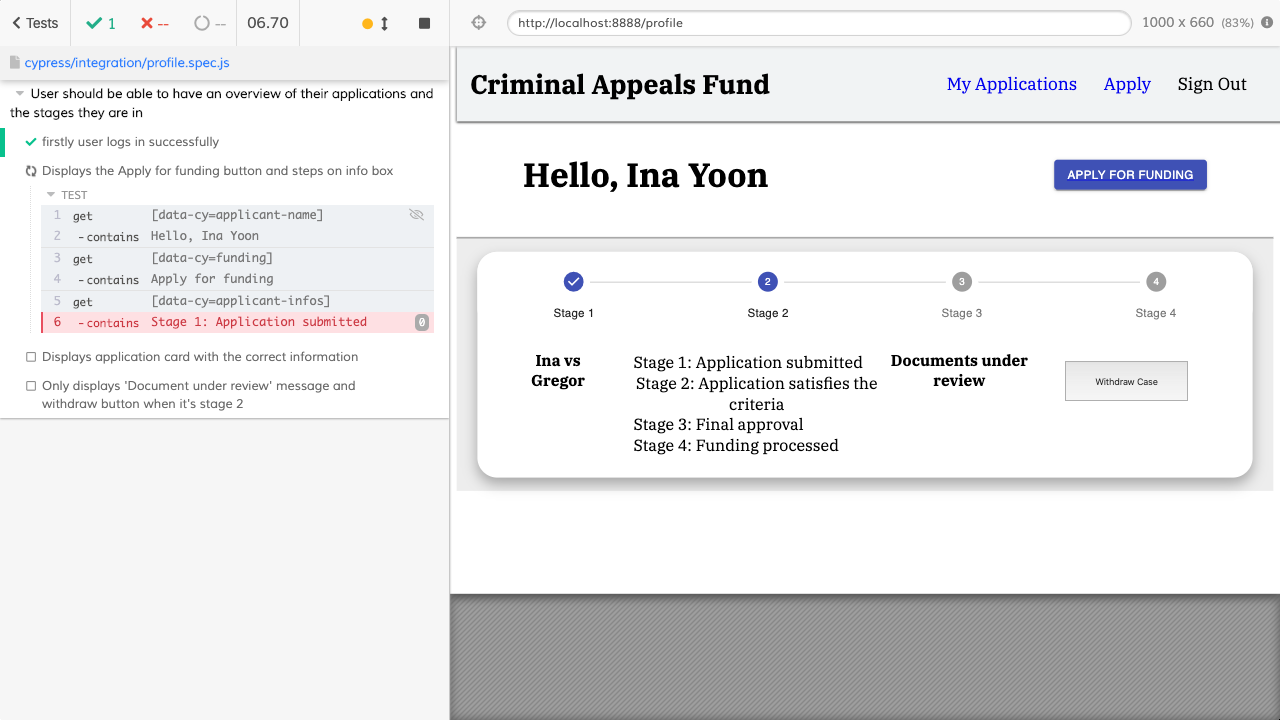 Tests
1
--
--
06.70
http://localhost:8888/profile
1000 x 660 (83%)
cypress/integration/profile.spec.js
User should be able to have an overview of their applications and
the stages they are in
firstly user logs in successfully
Displays the Apply for funding button and steps on info box
TEST
1 get [data-cy=applicant-name]
2 - contains Hello, Ina Yoon
3 get [data-cy=funding]
4 - contains Apply for funding
5 get [data-cy=applicant-infos]
6 - contains Stage 1: Application submitted 0
Displays application card with the correct information
Only displays 'Document under review' message and
withdraw button when it's stage 2
Criminal Appeals Fund
My Applications
Apply
Sign Out
Hello, Ina Yoon
APPLY FOR FUNDING
2
3
4
Stage 1
Stage 2
Stage 3
Stage 4
Ina vs
Gregor
Stage 1: Application submitted
Stage 2: Application satisfies the
criteria
Stage 3: Final approval
Stage 4: Funding processed
Documents under
review
Withdraw Case